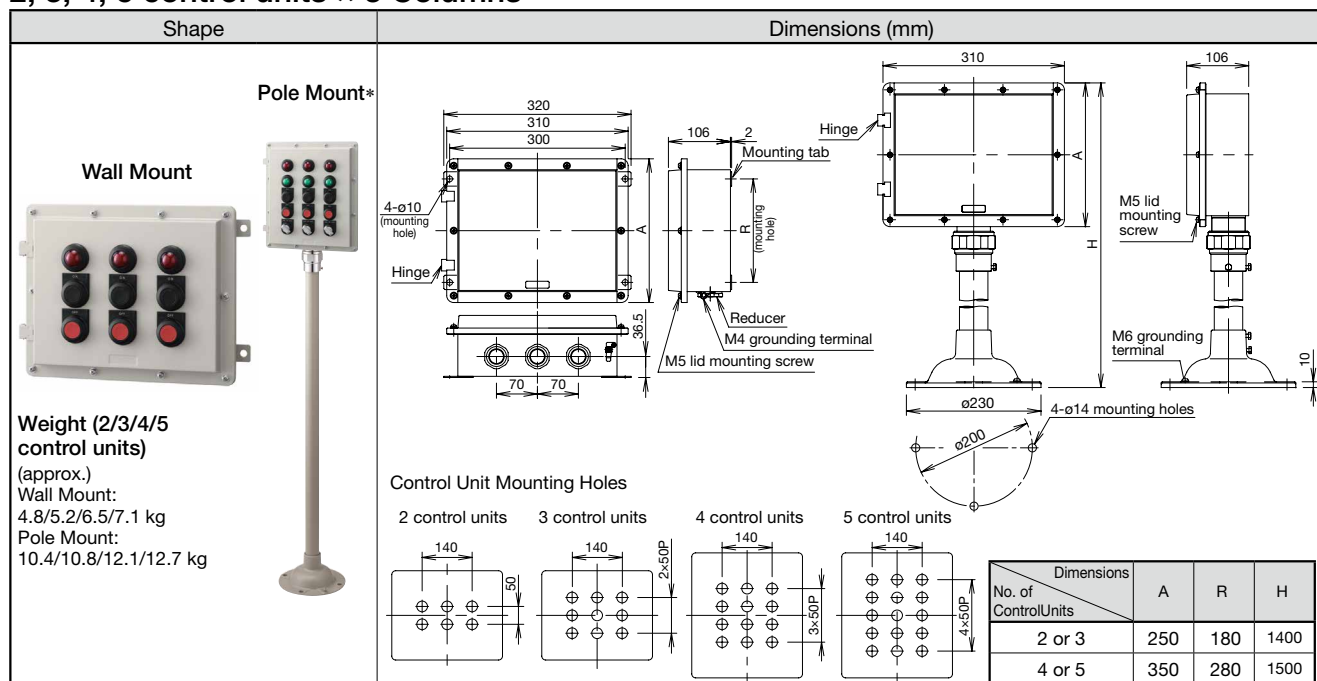 2, 3, 4, 5 control units × 3 Columns
Shape
Dimensions (mm)
Pole Mount*
Wall Mount
Weight (2/3/4/5
control units)
(approx.)
Wall Mount:
4.8/5.2/6.5/7.1 kg
Pole Mount:
10.4/10.8/12.1/12.7 kg
320
310
300
4-ø10
(mounting
hole)
Hinge
A
106
2
Mounting tab
R
(mounting
hole)
Reducer
M4 grounding terminal
M5 lid mounting screw
36.5
70
70
310
Hinge
A
H
106
M5 lid
mounting
screw
M6 grounding
terminal
10
ø230
4-ø14 mounting holes
ø200
Control Unit Mounting Holes
2 control units
140
50
3 control units
140
2×50P
4 control units
140
3×50P
5 control units
140
4×50P
Dimensions
No. of
ControlUnits
A
R
H
2 or 3
250
180
1400
4 or 5
350
280
1500